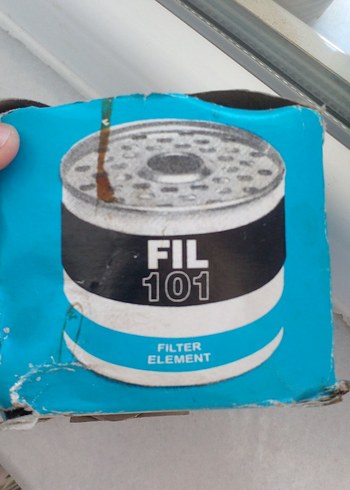 FIL
101
FILTER
ELEMENT